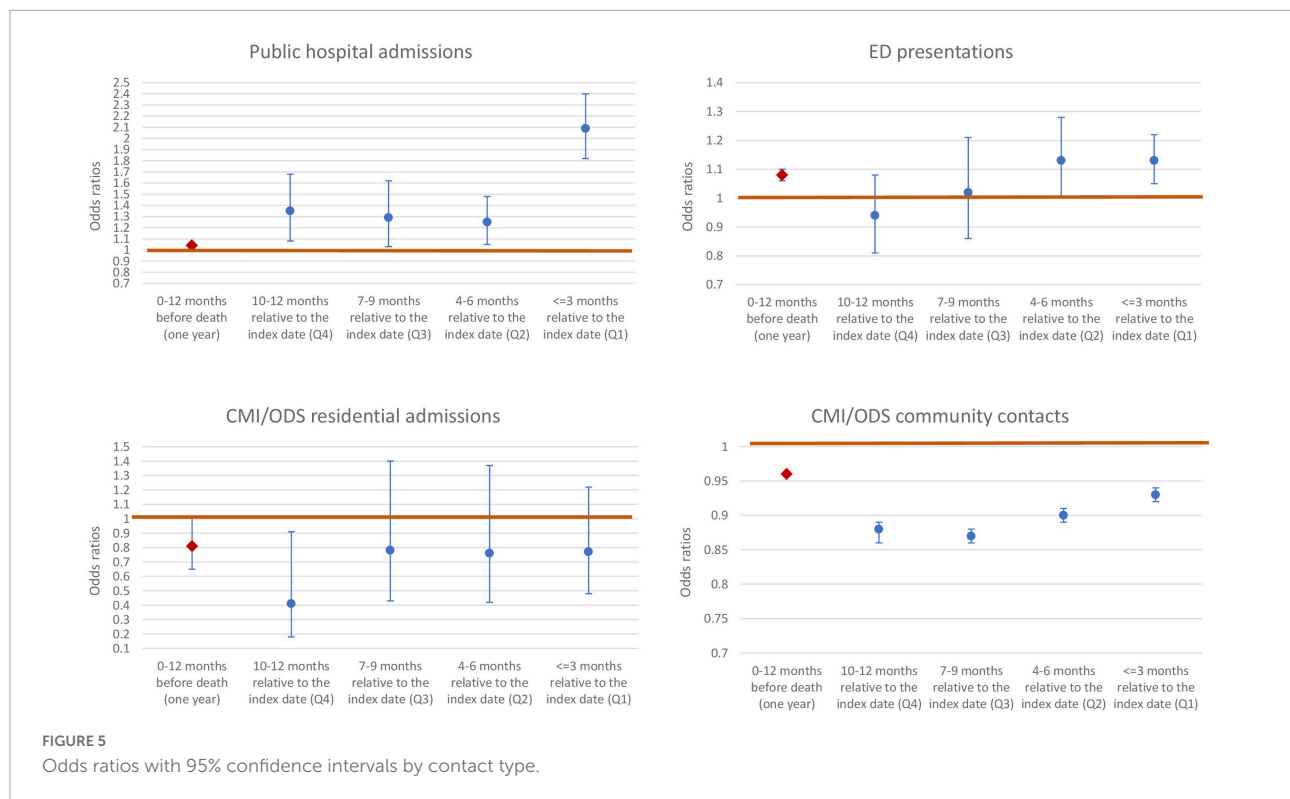 Public hospital admissions
Odds ratios
2.5
2.4
2.3
2.2
2.1
2
1.9
1.8
1.7
1.6
1.5
1.4
1.3
1.2
1.1
1
0.9
0.8
0.7
0-12 months
before death
(one year)
10-12 months
relative to the
index date (Q4)
7-9 months
relative to the
index date (Q3)
4-6 months
relative to the
index date (Q2)
<=3 months
relative to the
index date (Q1)
ED presentations
Odds ratios
1.4
1.3
1.2
1.1
1
0.9
0.8
0.7
0-12 months
before death
(one year)
10-12 months
relative to the
index date (Q4)
7-9 months
relative to the
index date (Q3)
4-6 months
relative to the
index date (Q2)
<=3 months
relative to the
index date (Q1)
CMI/ODS residential admissions
Odds ratios
1.5
1.4
1.3
1.2
1.1
1
0.9
0.8
0.7
0.6
0.5
0.4
0.3
0.2
0.1
0-12 months
before death
(one year)
10-12 months
relative to the
index date (Q4)
7-9 months
relative to the
index date (Q3)
4-6 months
relative to the
index date (Q2)
<=3 months
relative to the
index date (Q1)
CMI/ODS community contacts
Odds ratios
1
0.95
0.9
0.85
0.8
0.75
0.7
0-12 months
before death
(one year)
10-12 months
relative to the
index date (Q4)
7-9 months
relative to the
index date (Q3)
4-6 months
relative to the
index date (Q2)
<=3 months
relative to the
index date (Q1)
FIGURE 5
Odds ratios with 95% confidence intervals by contact type.